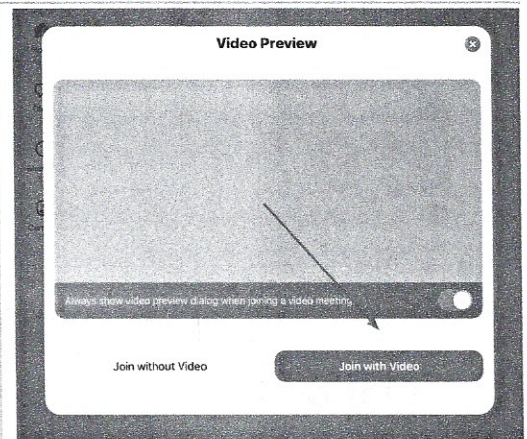 Video Preview
Always show video preview dialog when joining a video meeting
Join without Video
Join with Video